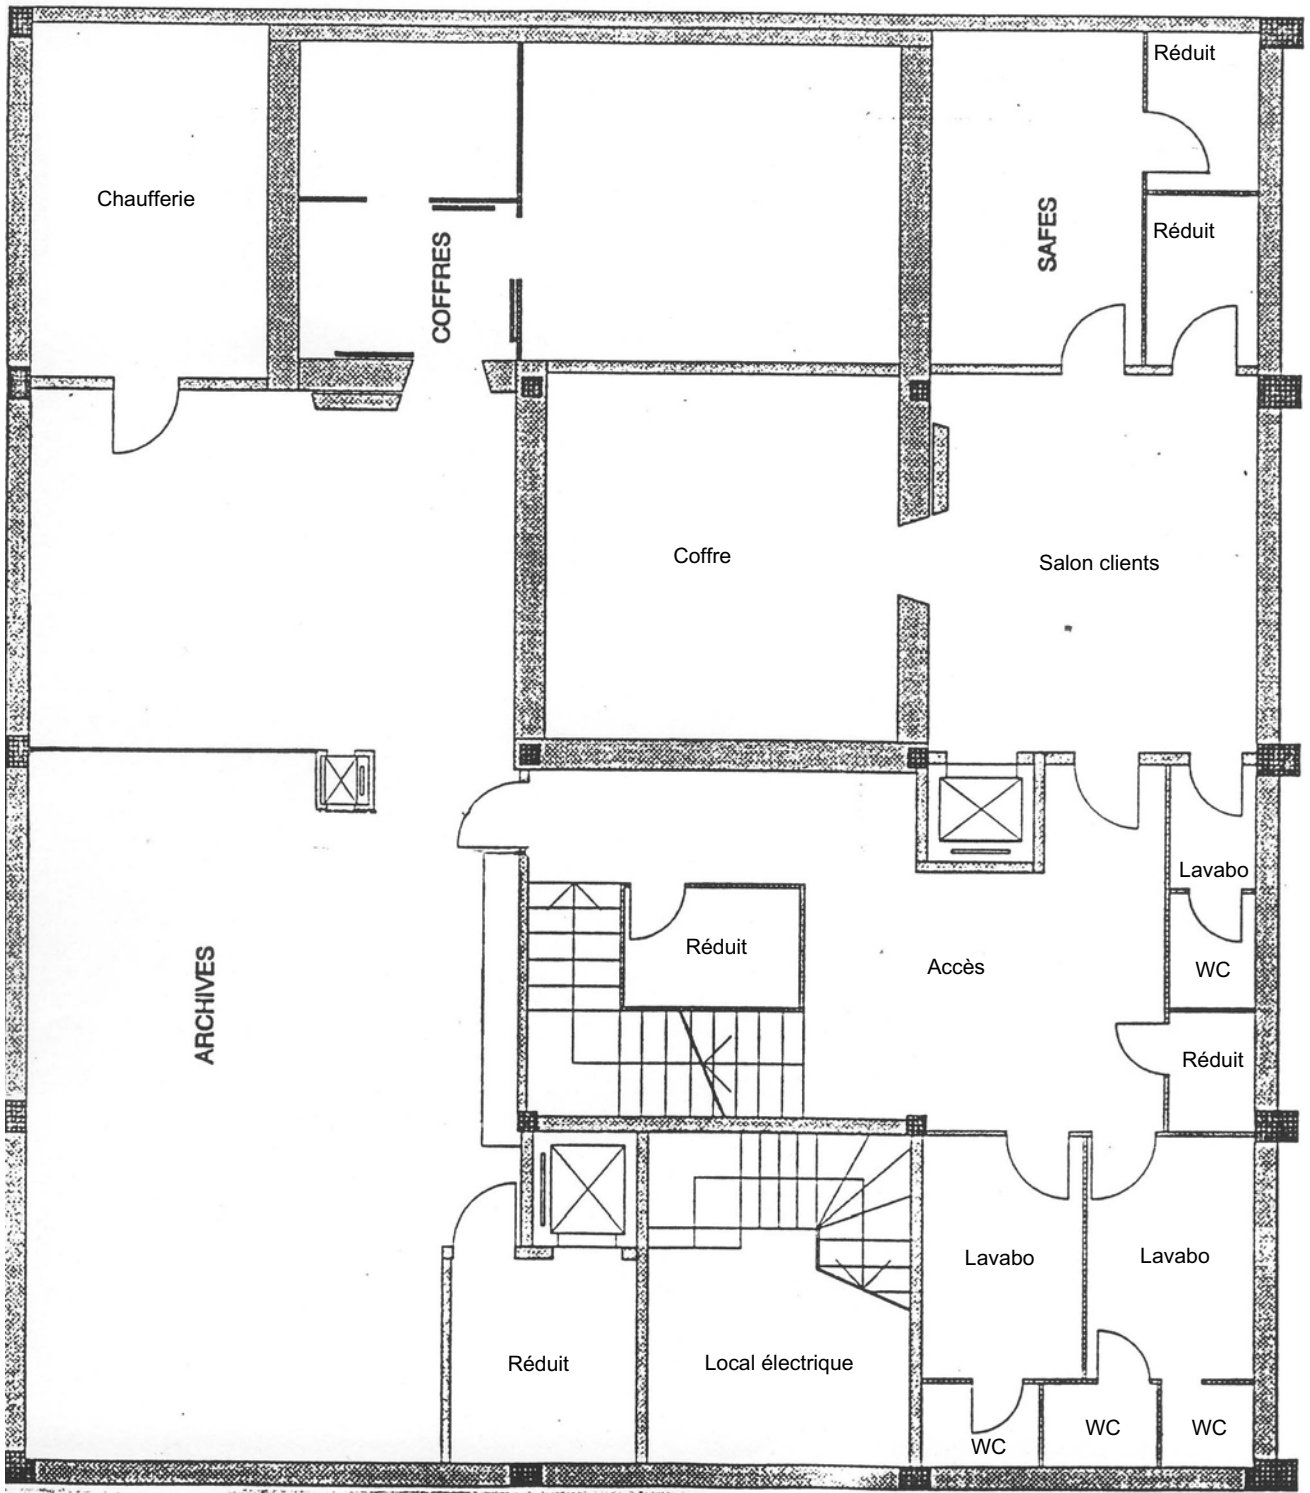 Réduit
Chaufferie
COFFRES
SAFES
Réduit
Coffre
Salon clients
Lavabo
ARCHIVES
Réduit
Accès
WC
Réduit
Lavabo
Lavabo
Réduit
Local électrique
WC
WC
WC